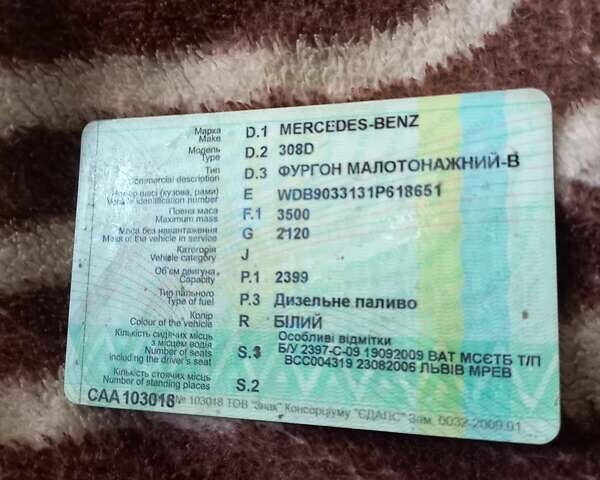 Марка D.1 MERCEDES-BENZ
Make
Модель D.2 308D
Type
Тип D.3 ФУРГОН МАЛОТОНАЖНИЙ-В
Commercial description
Номер шасі (кузова, рами) E WDB9033131P618651
Vehicle identification number
Повна маса F.1 3500
Maximum mass
Маса без навантаження G 2120
Mass of the vehicle in service
Категорія J
Vehicle category
Об'єм двигуна P.1 2399
Capacity
Тип пального P.3 Дизельне паливо
Type of fuel
Колір R БІЛИЙ
Colour of the vehicle
Кількість сидячих місць Особливі відмітки
з місцем водія S.3 Б/У 2397-С-09 19092009 ВАТ МСЄТБ Т/П
Number of seats ВСС004319 23082006 ЛЬВІВ МРЕВ
including the driver's seat
Кількість стоячих місць S.2
Number of standing places
САА103018 № 103018 ТОВ "Знак" Консорціуму "ЄДАПС" Зам. 0032-2009.01